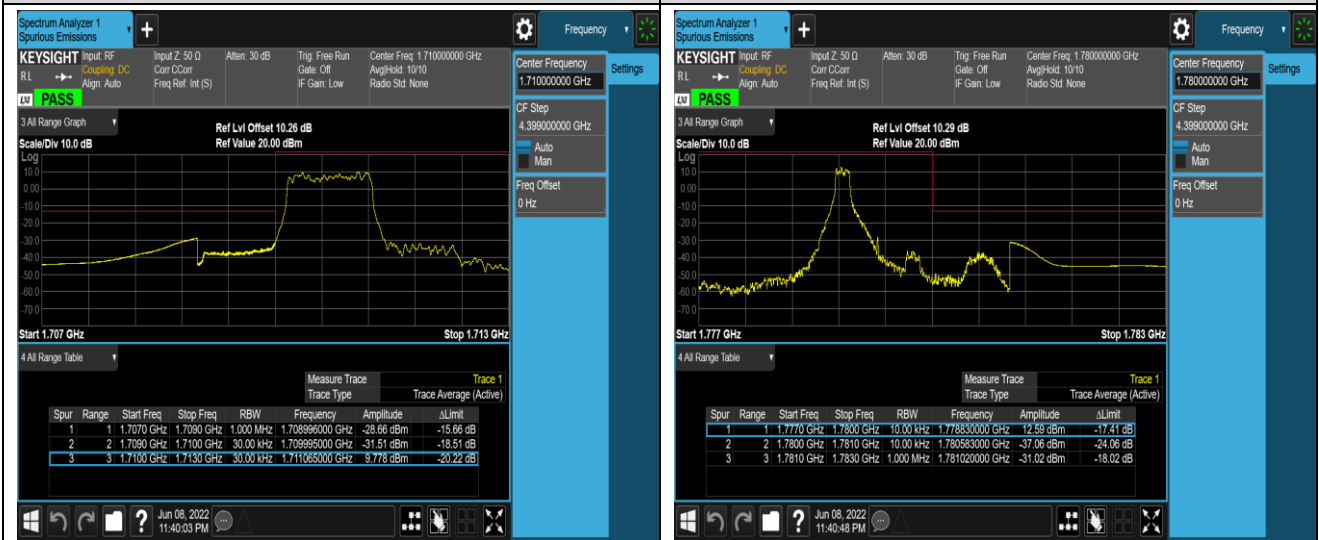 Spectrum Analyzer 1
Spurious Emissions
+
Frequency
KEYSIGHT Input: RF Input Z: 50 Ω Atten: 30 dB Trig: Free Run Center Freq: 1.710000000 GHz
RL Coupling: DC Corr CCorr Gate: Off Avg|Hold: 10/10
Align: Auto Freq Ref: Int (S) IF Gain: Low Radio Std: None
LXI PASS
Center Frequency
1.710000000 GHz
Settings
CF Step
4.399000000 GHz
Auto
Man
Freq Offset
0 Hz
3 All Range Graph
Ref Lvl Offset 10.26 dB
Scale/Div 10.0 dB Ref Value 20.00 dBm
Log
10.0
0.00
-10.0
-20.0
-30.0
-40.0
-50.0
-60.0
-70.0
Start 1.707 GHz Stop 1.713 GHz
4 All Range Table
Measure Trace Trace 1
Trace Type Trace Average (Active)
Spur Range Start Freq Stop Freq RBW Frequency Amplitude ΔLimit
1 1 1.7070 GHz 1.7090 GHz 1.000 MHz 1.708996000 GHz -28.66 dBm -15.66 dB
2 2 1.7090 GHz 1.7100 GHz 30.00 kHz 1.709995000 GHz -31.51 dBm -18.51 dB
3 3 1.7100 GHz 1.7130 GHz 30.00 kHz 1.711065000 GHz 9.778 dBm -20.22 dB
? Jun 08, 2022
11:40:03 PM
Spectrum Analyzer 1
Spurious Emissions
+
Frequency
KEYSIGHT Input: RF Input Z: 50 Ω Atten: 30 dB Trig: Free Run Center Freq: 1.780000000 GHz
RL Coupling: DC Corr CCorr Gate: Off Avg|Hold: 10/10
Align: Auto Freq Ref: Int (S) IF Gain: Low Radio Std: None
LXI PASS
Center Frequency
1.780000000 GHz
Settings
CF Step
4.399000000 GHz
Auto
Man
Freq Offset
0 Hz
3 All Range Graph
Ref Lvl Offset 10.29 dB
Scale/Div 10.0 dB Ref Value 20.00 dBm
Log
10.0
0.00
-10.0
-20.0
-30.0
-40.0
-50.0
-60.0
-70.0
Start 1.777 GHz Stop 1.783 GHz
4 All Range Table
Measure Trace Trace 1
Trace Type Trace Average (Active)
Spur Range Start Freq Stop Freq RBW Frequency Amplitude ΔLimit
1 1 1.7770 GHz 1.7800 GHz 10.00 kHz 1.778830000 GHz 12.59 dBm -17.41 dB
2 2 1.7800 GHz 1.7810 GHz 10.00 kHz 1.780583000 GHz -37.06 dBm -24.06 dB
3 3 1.7810 GHz 1.7830 GHz 1.000 MHz 1.781020000 GHz -31.02 dBm -18.02 dB
? Jun 08, 2022
11:40:48 PM